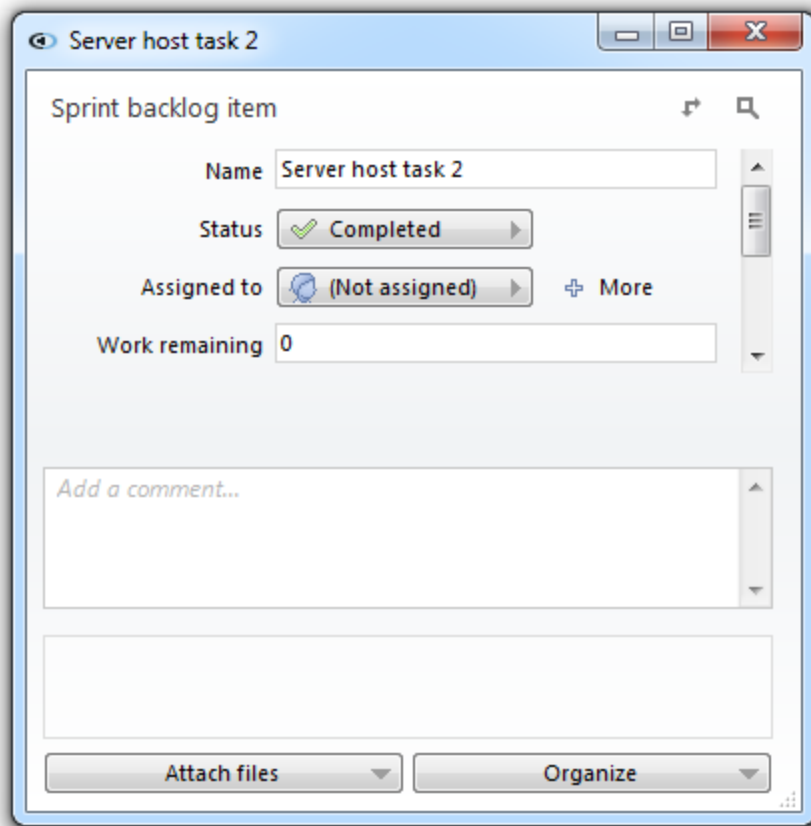 Server host task 2
Sprint backlog item
Name Server host task 2
Status Completed
Assigned to (Not assigned) More
Work remaining 0
Add a comment...
Attach files Organize